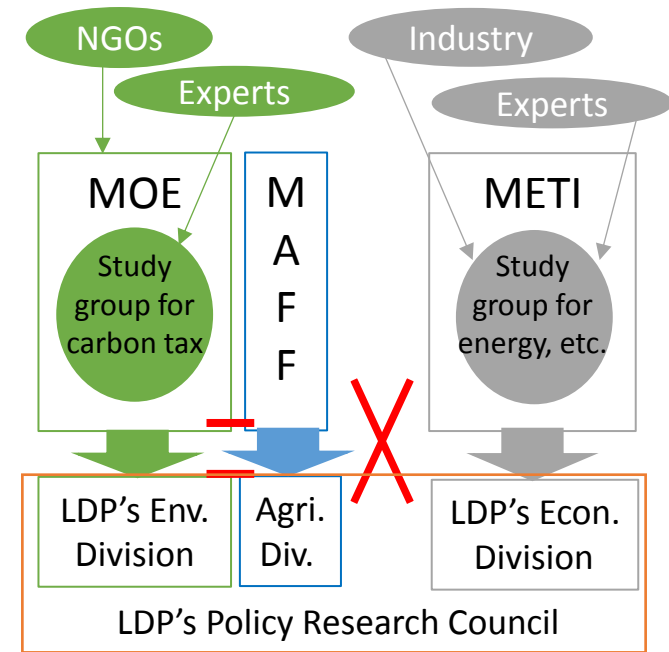 NGOs
Experts
Industry
Experts
MOE
Study
group for
carbon tax
M
A
F
F
METI
Study
group for
energy, etc.
LDP's Env.
Division
Agri.
Div.
LDP's Econ.
Division
LDP's Policy Research Council